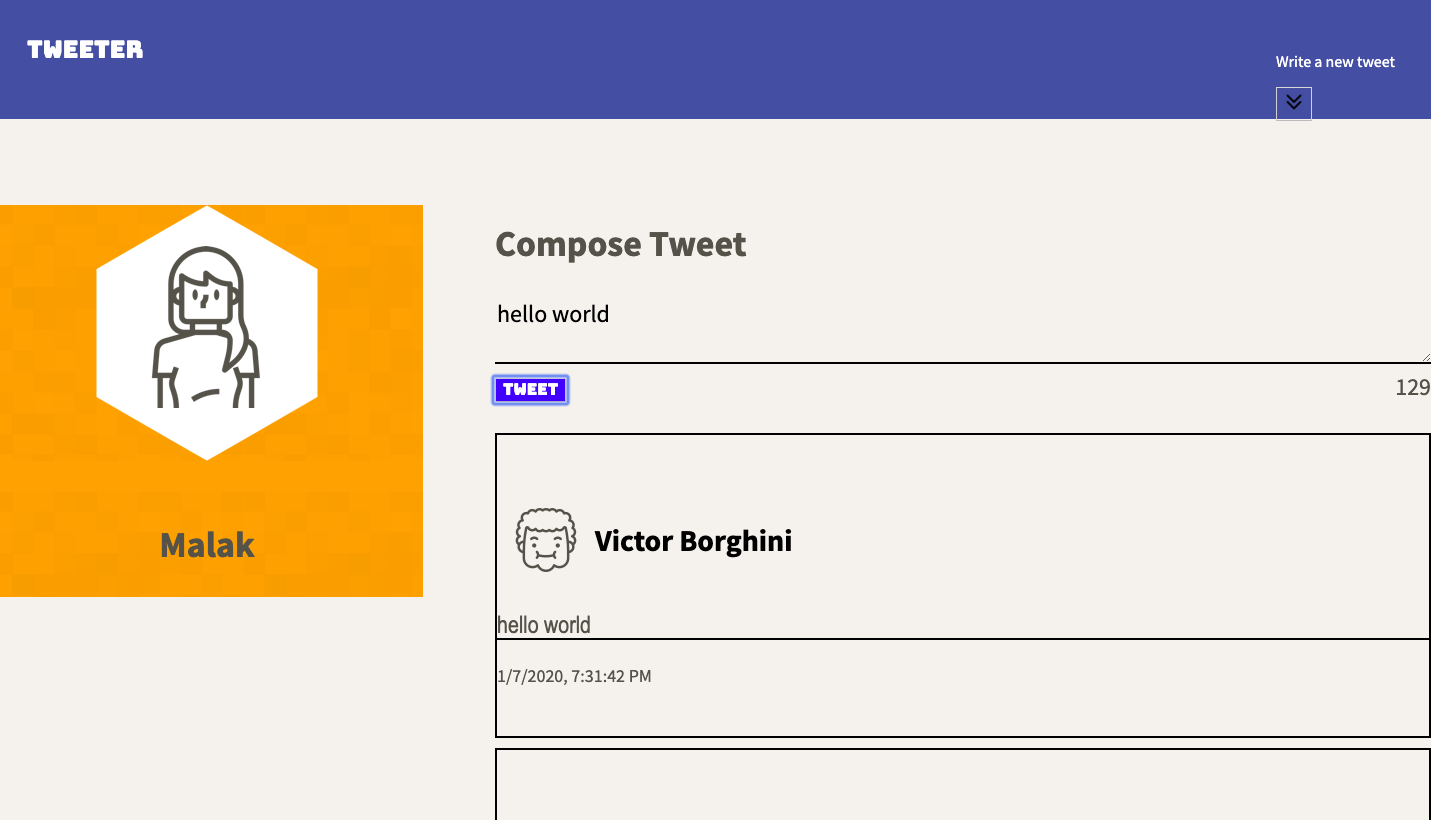 TWEETER
Write a new tweet
Malak
Compose Tweet
hello world
TWEET
129
Victor Borghini
hello world
1/7/2020, 7:31:42 PM